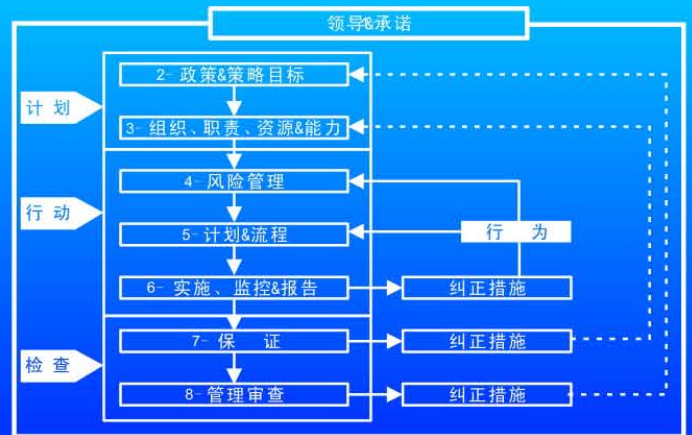 领导&承诺
2- 政策&策略目标
计 划
3- 组织、职责、资源&能力
4- 风险管理
行 动
5- 计划&流程
行 为
6- 实施、监控&报告
纠正措施
7- 保 证
纠正措施
检 查
8- 管理审查
纠正措施